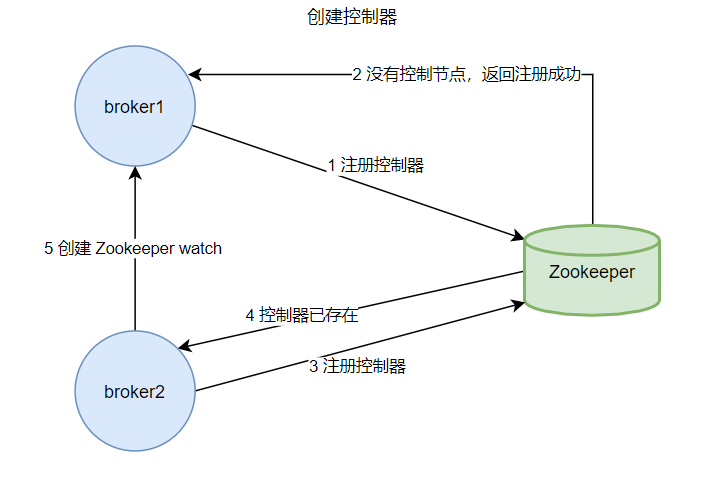 创建控制器
2 没有控制节点，返回注册成功
broker1
1 注册控制器
5 创建 Zookeeper watch
Zookeeper
4 控制器已存在
3 注册控制器
broker2